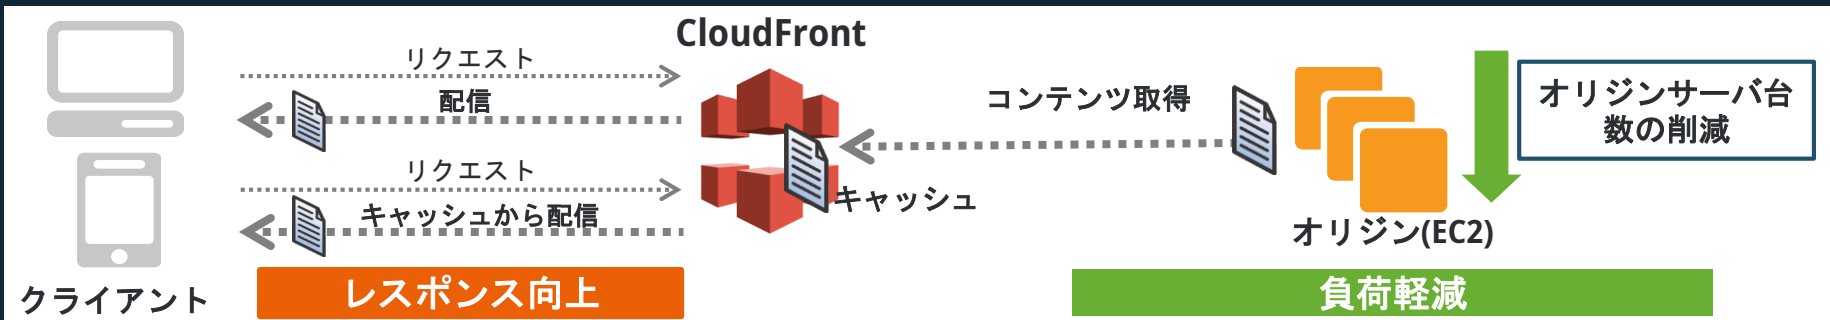 CloudFront
リクエスト
配信
リクエスト
キャッシュから配信
クライアント
レスポンス向上
キャッシュ
コンテンツ取得
オリジン(EC2)
オリジンサーバ台
数の削減
負荷軽減